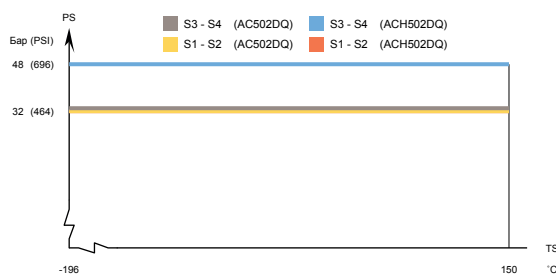 PS
S3 - S4 (AC502DQ) S3 - S4 (ACH502DQ)
Бар (PSI)
S1 - S2 (AC502DQ) S1 - S2 (ACH502DQ)
48 (696)
32 (464)
TS
-196 150 °C